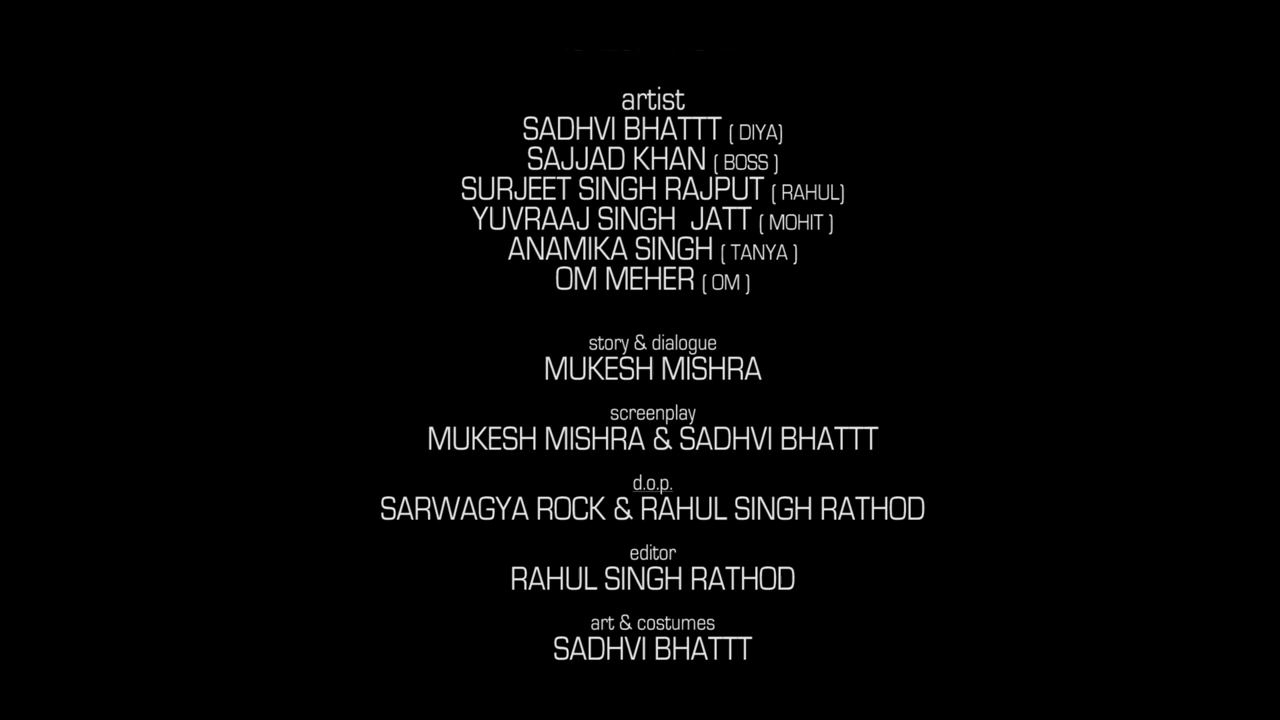 artist
SADHVI BHATTT ( DIYA)
SAJJAD KHAN ( BOSS )
SURJEET SINGH RAJPUT ( RAHUL)
YUVRAAJ SINGH  JATT ( MOHIT )
ANAMIKA SINGH ( TANYA )
OM MEHER ( OM )
story & dialogue
MUKESH MISHRA
screenplay
MUKESH MISHRA & SADHVI BHATTT
d.o.p.
SARWAGYA ROCK & RAHUL SINGH RATHOD
editor
RAHUL SINGH RATHOD
art & costumes
SADHVI BHATTT